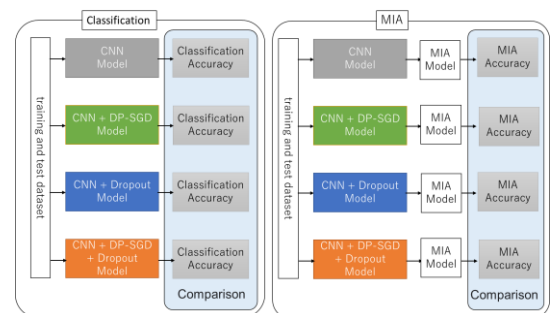 Classification
training and test dataset
CNN
Model
Classification
Accuracy
CNN + DP-SGD
Model
Classification
Accuracy
CNN + Dropout
Model
Classification
Accuracy
CNN + DP-SGD
+ Dropout
Model
Classification
Accuracy
Comparison
MIA
training and test dataset
CNN
Model
MIA
Model
MIA
Accuracy
CNN + DP-SGD
Model
MIA
Model
MIA
Accuracy
CNN + Dropout
Model
MIA
Model
MIA
Accuracy
CNN + DP-SGD
+ Dropout
Model
MIA
Model
MIA
Accuracy
Comparison